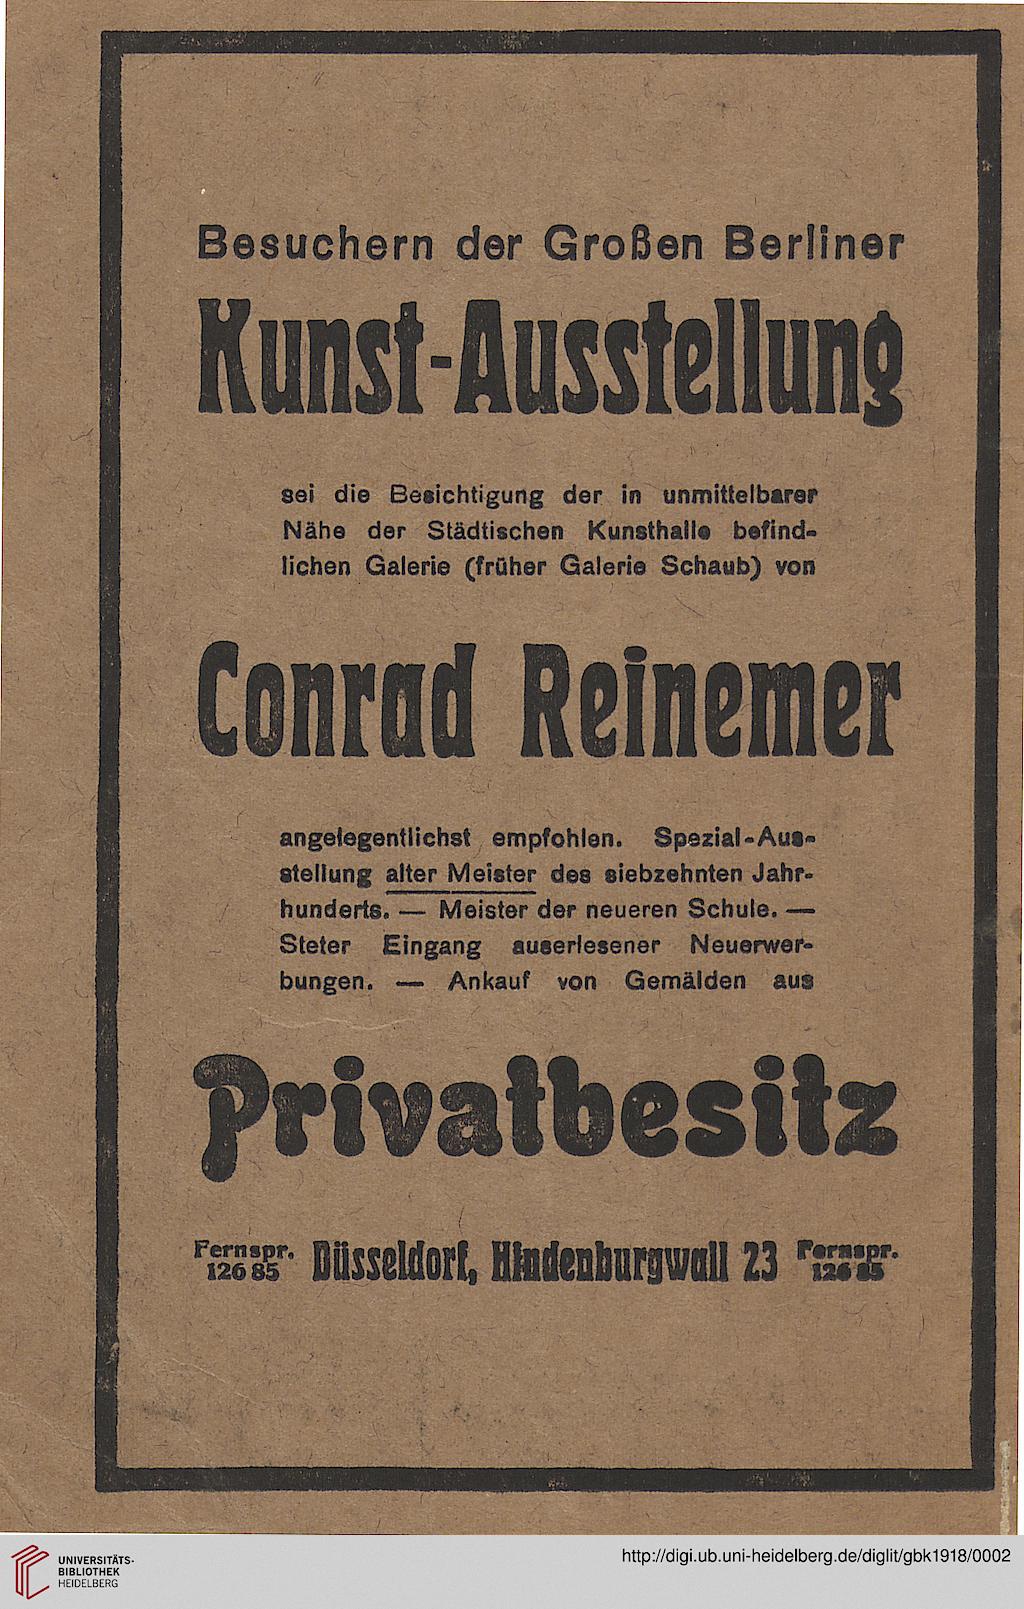 Besuchern der Großen Berliner
Kunst-Ausstellung
sei die Besichtigung der in unmittelbarer
Nähe der Städtischen Kunsthalle befind-
lichen Galerie (früher Galerie Schaub) von
Conrad Reinemer
angelegentlichst empfohlen. Spezial-Aus-
stellung alter Meister des siebzehnten Jahr-
hunderts. — Meister der neueren Schule. —
Steter Eingang auserlesener Neuerwer-
bungen. — Ankauf von Gemälden aus
Privatbesitz
Fernspr. 126 85 Düsseldorf, Hindenburgwall 23 Fernspr. 126 85
UNIVERSITÄTS-
BIBLIOTHEK
HEIDELBERG
http://digi.ub.uni-heidelberg.de/diglit/gbk1918/0002